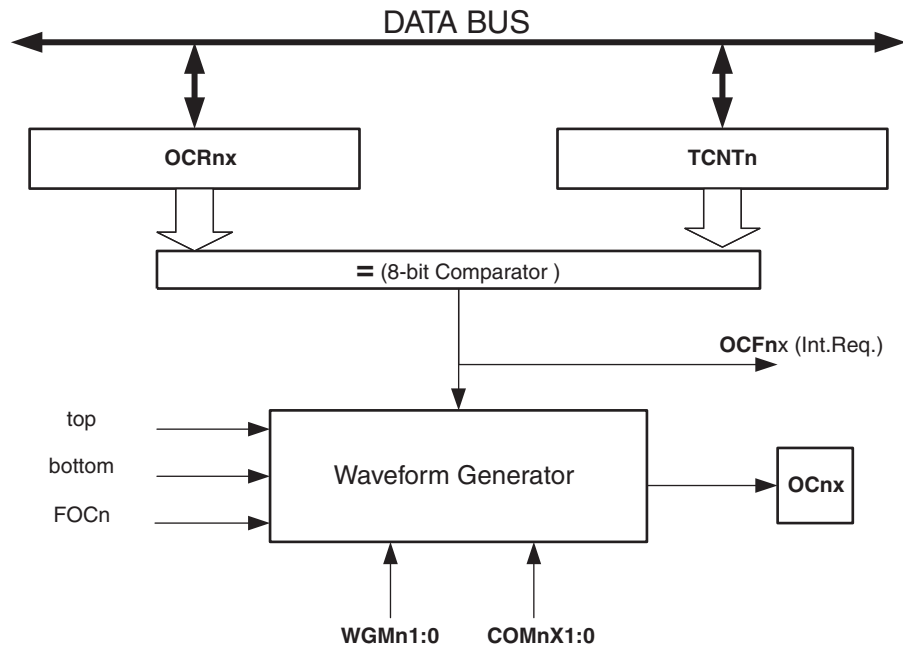 DATA BUS
OCRnx
TCNTn
= (8-bit Comparator )
OCFnx (Int.Req.)
top
bottom
FOCn
Waveform Generator
OCnx
WGMn1:0
COMnX1:0